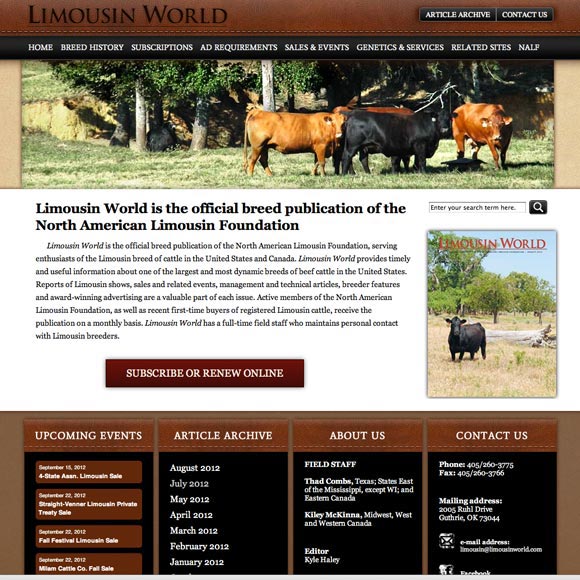 LIMOUSIN WORLD
ARTICLE ARCHIVE
CONTACT US
HOME BREED HISTORY SUBSCRIPTIONS AD REQUIREMENTS SALES & EVENTS GENETICS & SERVICES RELATED SITES NALF
Limousin World is the official breed publication of the
North American Limousin Foundation
Limousin World is the official breed publication of the North American Limousin Foundation, serving
enthusiasts of the Limousin breed of cattle in the United States and Canada. Limousin World provides timely
and useful information about one of the largest and most dynamic breeds of beef cattle in the United States.
Reports of Limousin shows, sales and related events, management and technical articles, breeder features
and award-winning advertising are a valuable part of each issue. Active members of the North American
Limousin Foundation, as well as recent first-time buyers of registered Limousin cattle, receive the
publication on a monthly basis. Limousin World has a full-time field staff who maintains personal contact
with Limousin breeders.
SUBSCRIBE OR RENEW ONLINE
Enter your search term here.
LIMOUSIN WORLD
UPCOMING EVENTS
September 15, 2012
4-State Assn. Limousin Sale
September 22, 2012
Straight-Venner Limousin Private
Treaty Sale
September 22, 2012
Fall Festival Limousin Sale
September 22, 2012
Milam Cattle Co. Fall Sale
ARTICLE ARCHIVE
August 2012
July 2012
May 2012
April 2012
March 2012
February 2012
January 2012
ABOUT US
FIELD STAFF
Thad Combs, Texas; States East
of the Mississippi, except WI; and
Eastern Canada
Kiley McKinna, Midwest, West
and Western Canada
Editor
Kyle Haley
CONTACT US
Phone: 405/260-3775
Fax: 405/260-3766
Mailing address:
2005 Ruhl Drive
Guthrie, OK 73044
e-mail address:
limousin@limousinworld.com
Facebook